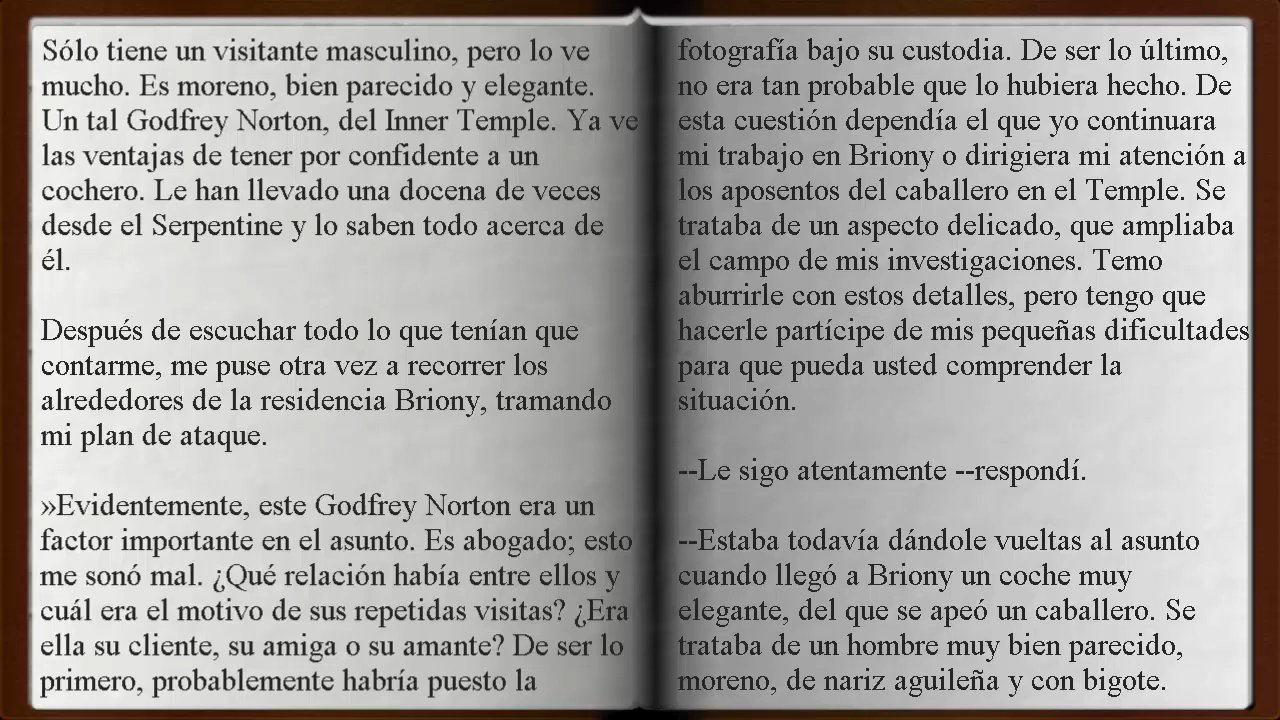 Sólo tiene un visitante masculino, pero lo ve
mucho. Es moreno, bien parecido y elegante.
Un tal Godfrey Norton, del Inner Temple. Ya ve
las ventajas de tener por confidente a un
cochero. Le han llevado una docena de veces
desde el Serpentine y lo saben todo acerca de
él.

Después de escuchar todo lo que tenían que
contarme, me puse otra vez a recorrer los
alrededores de la residencia Briony, tramando
mi plan de ataque.

»Evidentemente, este Godfrey Norton era un
factor importante en el asunto. Es abogado; esto
me sonó mal. ¿Qué relación había entre ellos y
cuál era el motivo de sus repetidas visitas? ¿Era
ella su cliente, su amiga o su amante? De ser lo
primero, probablemente habría puesto la
fotografía bajo su custodia. De ser lo último,
no era tan probable que lo hubiera hecho. De
esta cuestión dependía el que yo continuara
mi trabajo en Briony o dirigiera mi atención a
los aposentos del caballero en el Temple. Se
trataba de un aspecto delicado, que ampliaba
el campo de mis investigaciones. Temo
aburrirle con estos detalles, pero tengo que
hacerle partícipe de mis pequeñas dificultades
para que pueda usted comprender la
situación.

--Le sigo atentamente --respondí.

--Estaba todavía dándole vueltas al asunto
cuando llegó a Briony un coche muy
elegante, del que se apeó un caballero. Se
trataba de un hombre muy bien parecido,
moreno, de nariz aguileña y con bigote.